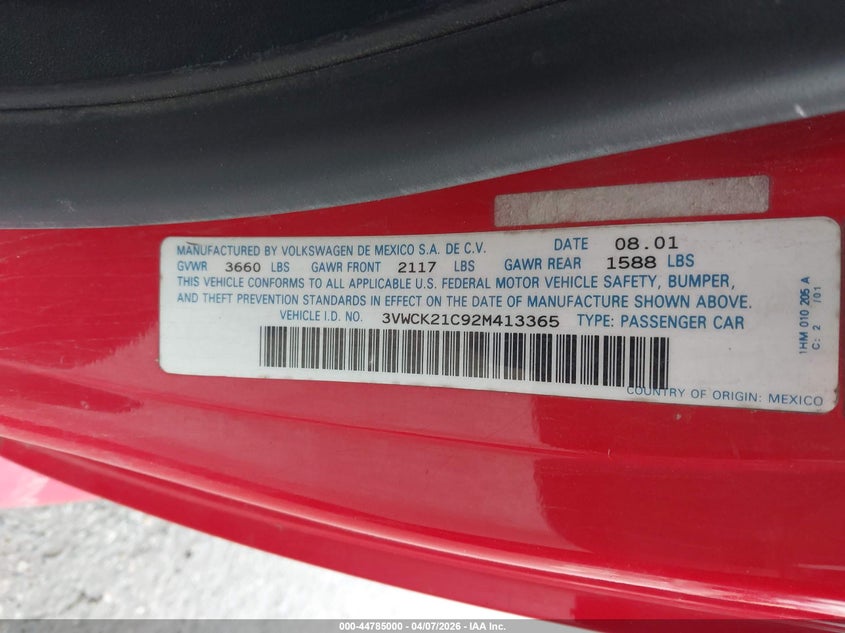 MANUFACTURED BY VOLKSWAGEN DE MEXICO S.A. DE C.V. DATE 08.01
GVWR 3660 LBS GAWR FRONT 2117 LBS GAWR REAR 1588 LBS
THIS VEHICLE CONFORMS TO ALL APPLICABLE U.S. FEDERAL MOTOR VEHICLE SAFETY, BUMPER,
AND THEFT PREVENTION STANDARDS IN EFFECT ON THE DATE OF MANUFACTURE SHOWN ABOVE.
VEHICLE I.D. NO. 3VWCK21C92M413365 TYPE: PASSENGER CAR
COUNTRY OF ORIGIN: MEXICO
1HM 010 205 A
C: 2 /01
000-44785000 04/07/2026 - IAA Inc.